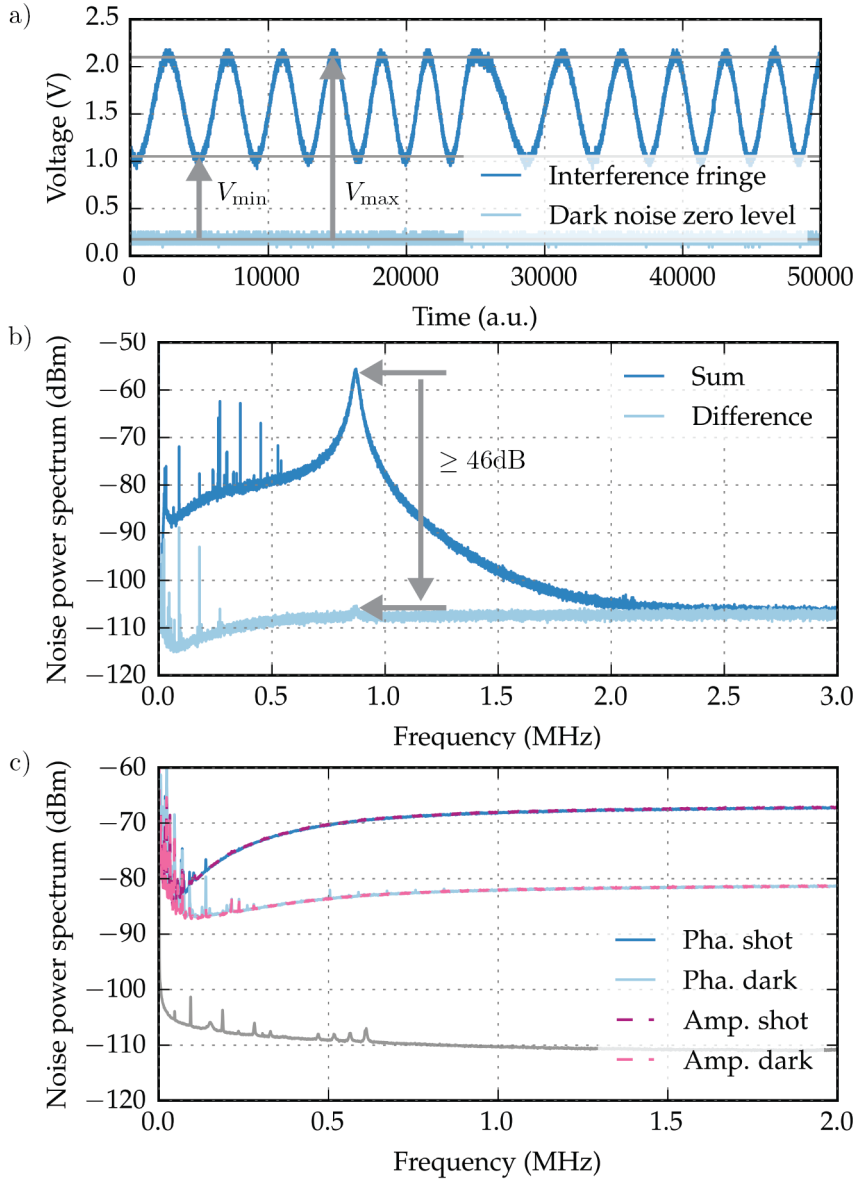 a)
2.5
2.0
1.5
1.0
0.5
0.0
Voltage (V)
V_min
V_max
Interference fringe
Dark noise zero level
0 10000 20000 30000 40000 50000
Time (a.u.)
b)
−50
−60
−70
−80
−90
−100
−110
−120
Noise power spectrum (dBm)
Sum
Difference
≥ 46dB
0.0 0.5 1.0 1.5 2.0 2.5 3.0
Frequency (MHz)
c)
−60
−70
−80
−90
−100
−110
−120
Noise power spectrum (dBm)
Pha. shot
Pha. dark
Amp. shot
Amp. dark
0.0 0.5 1.0 1.5 2.0
Frequency (MHz)